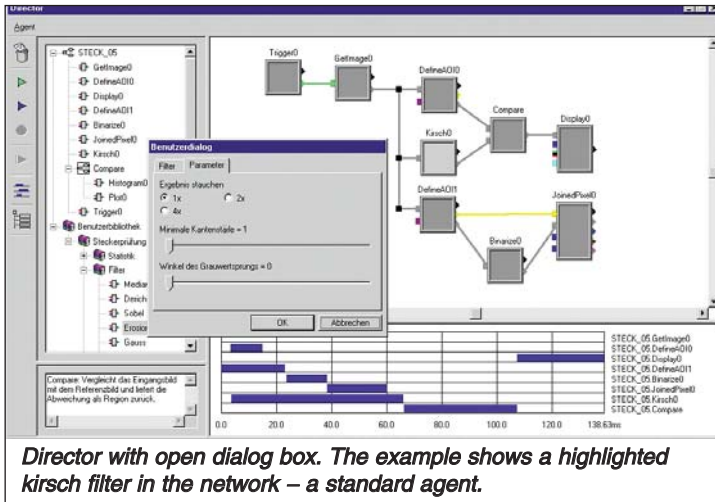 Director
Agent
STECK_05
GetImage0
DefineAOI0
Display0
DefineAOI1
Binarize0
JoinedPixel0
Kirsch0
Compare
Histogram0
Plot0
Trigger0
Benutzerbibliothek
Steckerprüfung
Statistik
Filter
Median
Derich
Sobel
Erosion
Gauss
Compare: Vergleicht das Eingangsbild
mit dem Referenzbild und liefert die
Abweichung als Region zurück.
Trigger0
GetImage0
DefineAOI0
Compare
Display0
Kirsch0
DefineAOI1
JoinedPixel0
Binarize0
Benutzerdialog
Filter Parameter
Ergebnis stauchen
1x 2x
4x
Minimale Kantenstärke = 1
Winkel des Grauwertsprungs = 0
OK Abbrechen
STECK_05.GetImage0
STECK_05.DefineAOI0
STECK_05.Display0
STECK_05.DefineAOI1
STECK_05.Binarize0
STECK_05.JoinedPixel0
STECK_05.Kirsch0
STECK_05.Compare
0.0 20.0 40.0 60.0 80.0 100.0 120.0 138.63ms
Director with open dialog box. The example shows a highlighted
kirsch filter in the network – a standard agent.